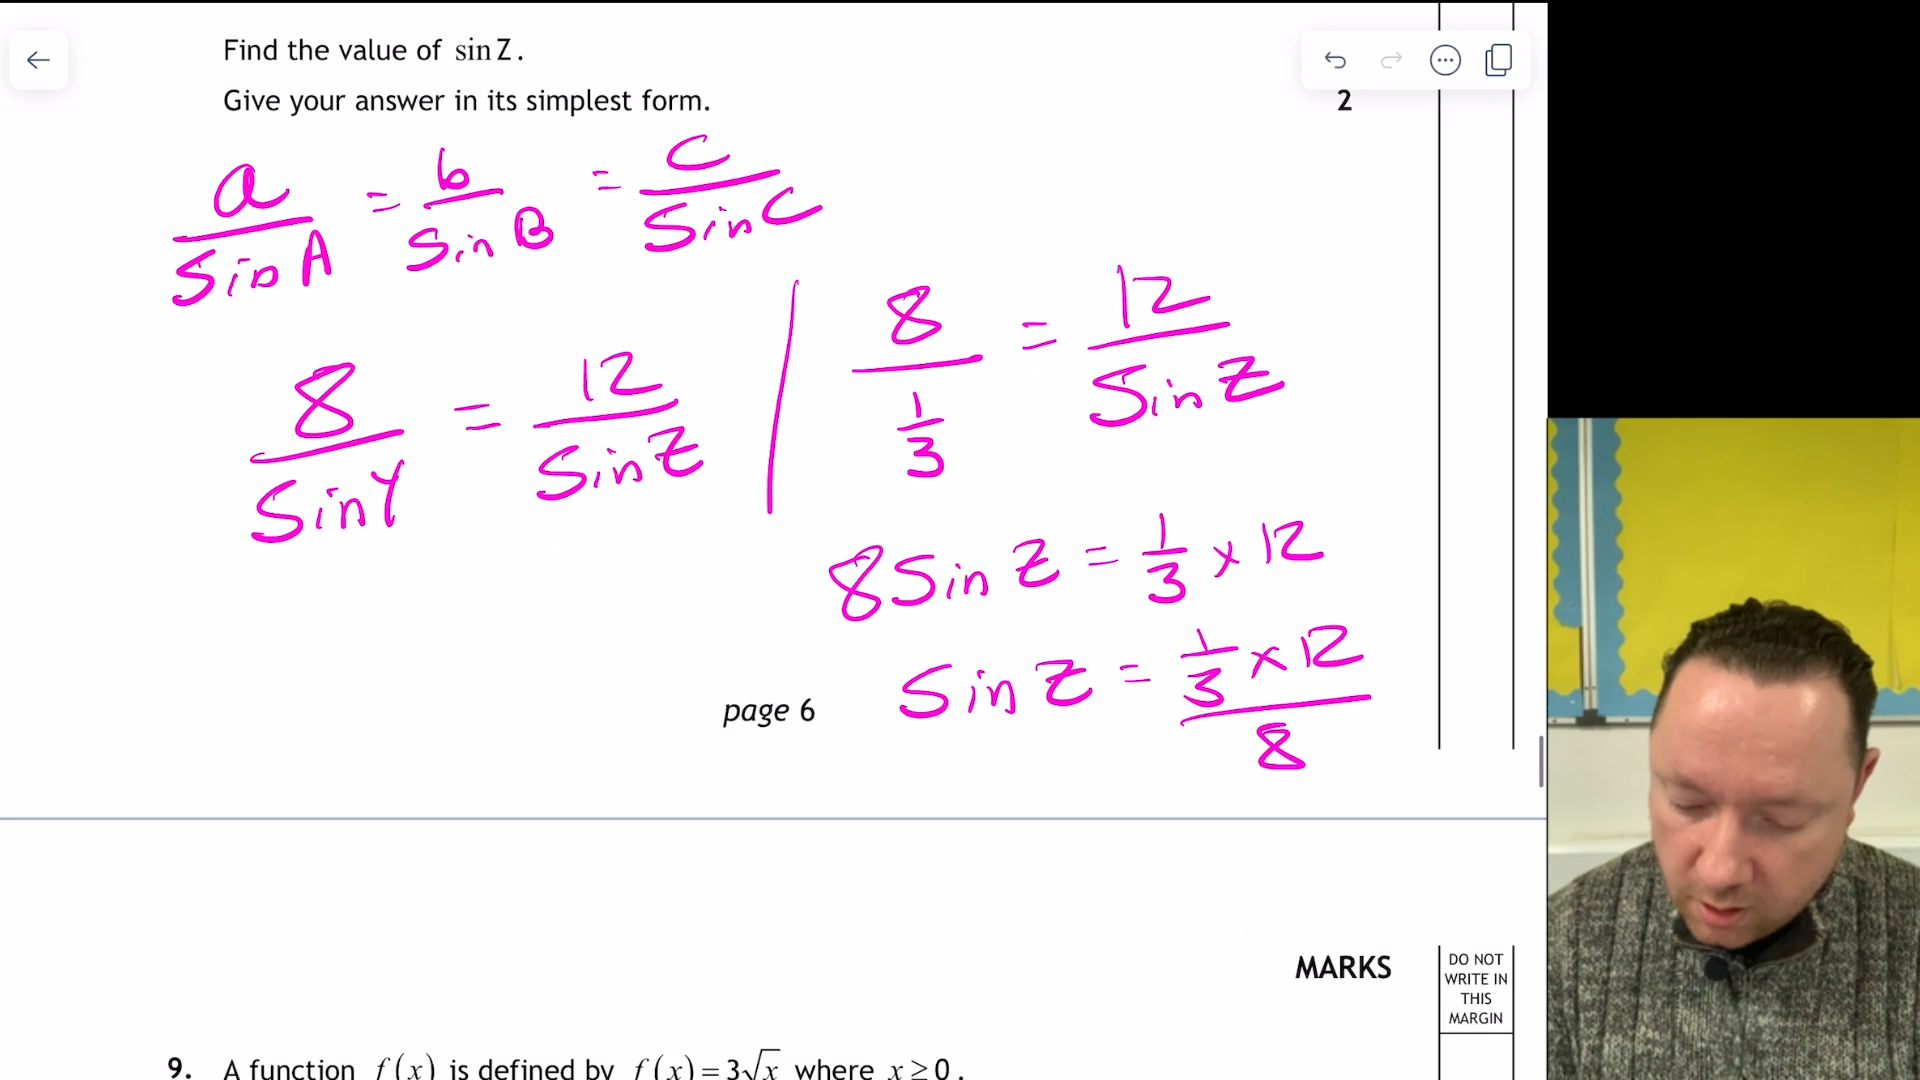 Find the value of sin Z.
Give your answer in its simplest form.
2
a/Sin A = b/Sin B = c/Sin C
8/Sin Y = 12/Sin Z
8/(1/3) = 12/Sin Z
8 Sin Z = 1/3 × 12
Sin Z = (1/3 × 12)/8
page 6
MARKS
DO NOT
WRITE IN
THIS
MARGIN
9. A function f(x) is defined by f(x) = 3√x where x ≥ 0.